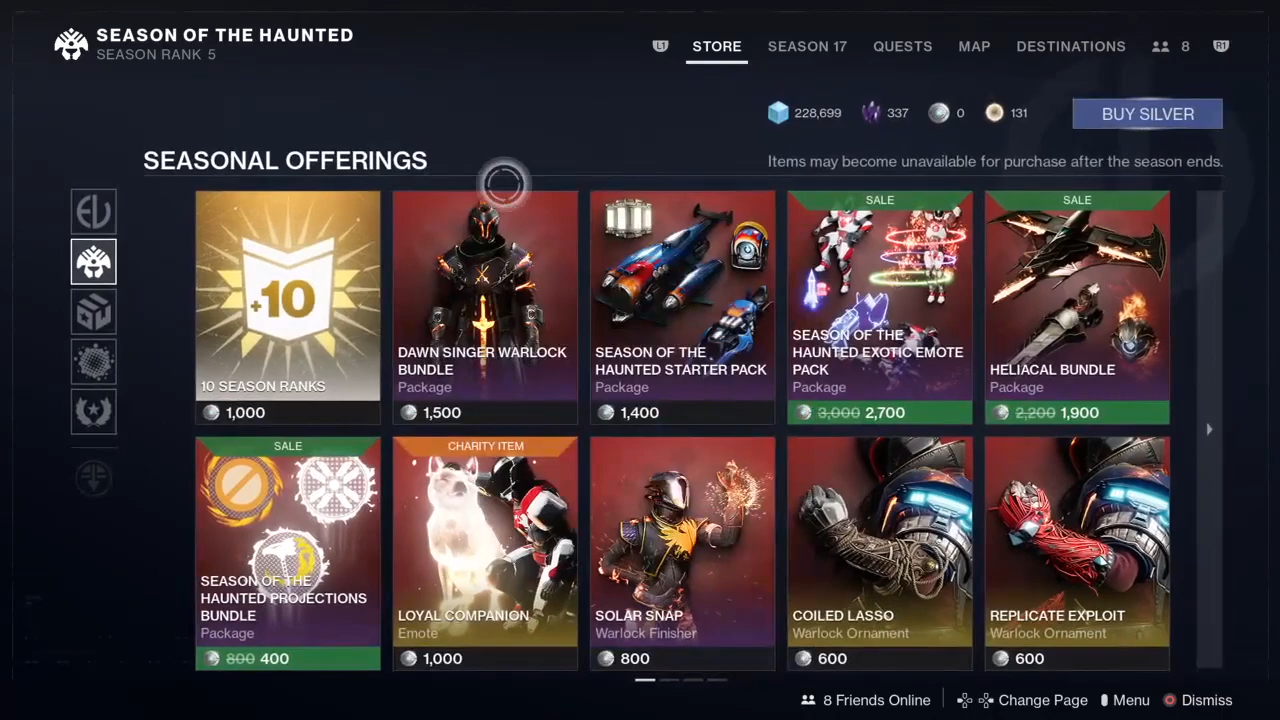 SEASON OF THE HAUNTED
SEASON RANK 5
L1
STORE
SEASON 17
QUESTS
MAP
DESTINATIONS
8
R1
228,699
337
0
131
BUY SILVER
SEASONAL OFFERINGS
Items may become unavailable for purchase after the season ends.
+10
10 SEASON RANKS
1,000
DAWN SINGER WARLOCK
BUNDLE
Package
1,500
SEASON OF THE
HAUNTED STARTER PACK
Package
1,400
SALE
SEASON OF THE
HAUNTED EXOTIC EMOTE
PACK
Package
3,000 2,700
SALE
HELIACAL BUNDLE
Package
2,200 1,900
SALE
SEASON OF THE
HAUNTED PROJECTIONS
BUNDLE
Package
800 400
CHARITY ITEM
LOYAL COMPANION
Emote
1,000
SOLAR SNAP
Warlock Finisher
800
COILED LASSO
Warlock Ornament
600
REPLICATE EXPLOIT
Warlock Ornament
600
8 Friends Online
Change Page
Menu
Dismiss